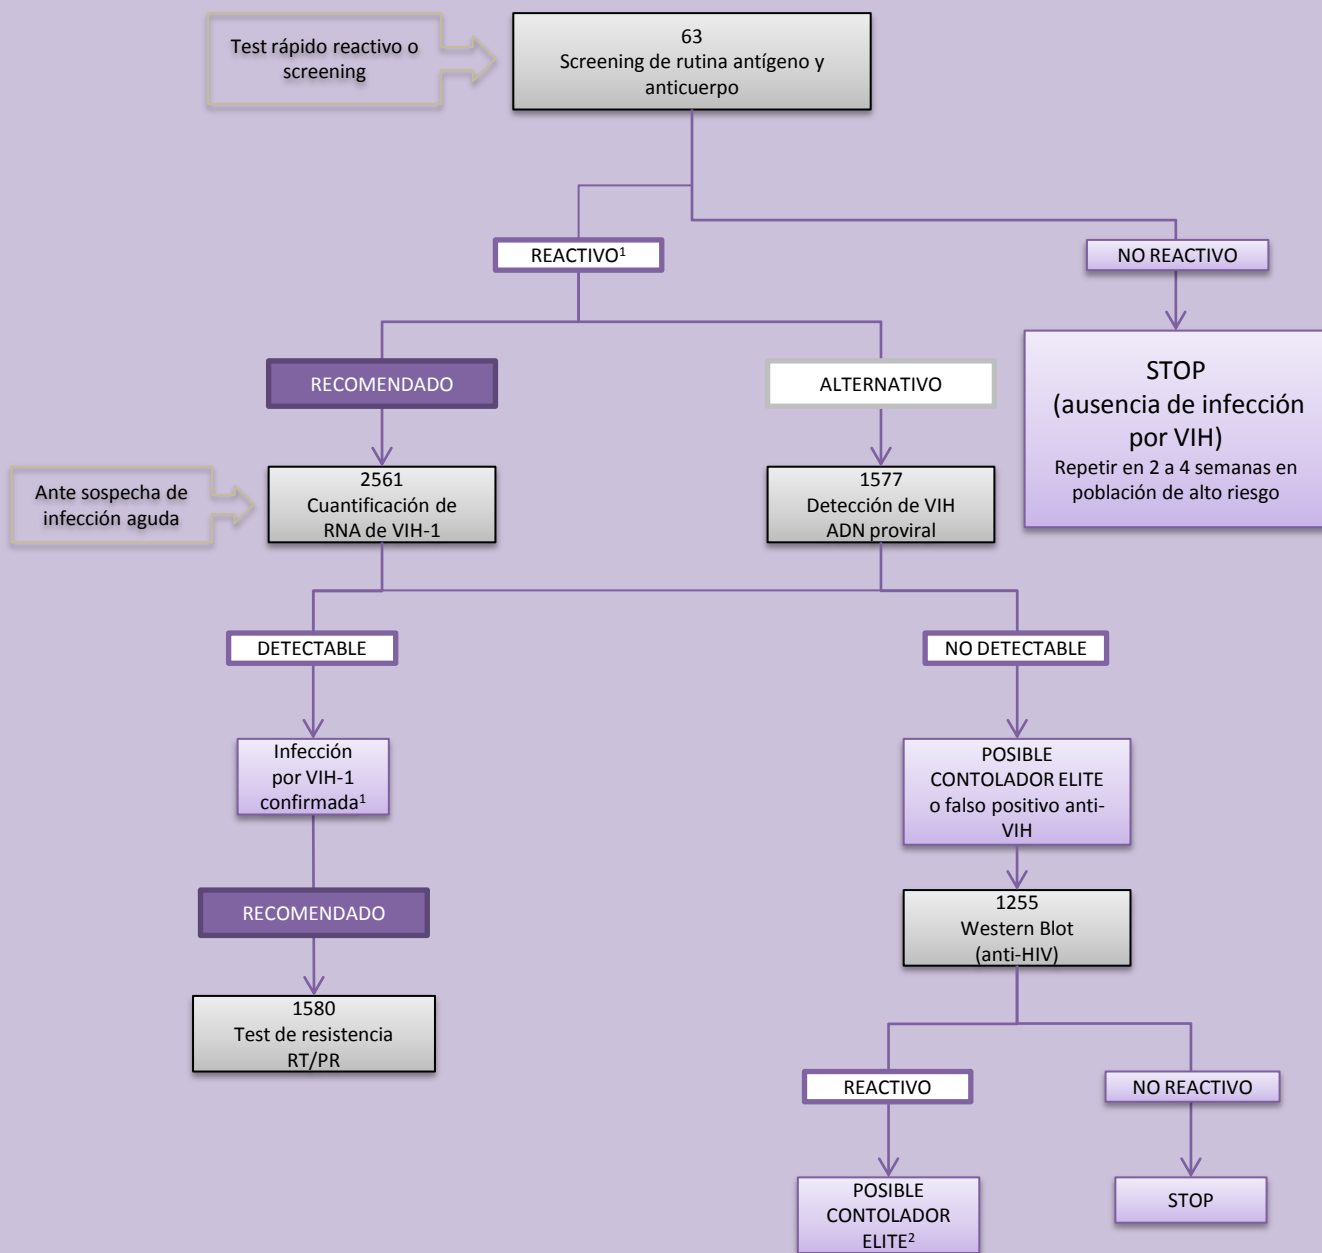 Test rápido reactivo o
screening
63
Screening de rutina antígeno y
anticuerpo
REACTIVO¹
NO REACTIVO
RECOMENDADO
ALTERNATIVO
STOP
(ausencia de infección
por VIH)
Repetir en 2 a 4 semanas en
población de alto riesgo
Ante sospecha de
infección aguda
2561
Cuantificación de
RNA de VIH-1
1577
Detección de VIH
ADN proviral
DETECTABLE
NO DETECTABLE
Infección
por VIH-1
confirmada¹
POSIBLE
CONTOLADOR ELITE
o falso positivo anti-
VIH
RECOMENDADO
1255
Western Blot
(anti-HIV)
1580
Test de resistencia
RT/PR
REACTIVO
NO REACTIVO
POSIBLE
CONTOLADOR
ELITE²
STOP